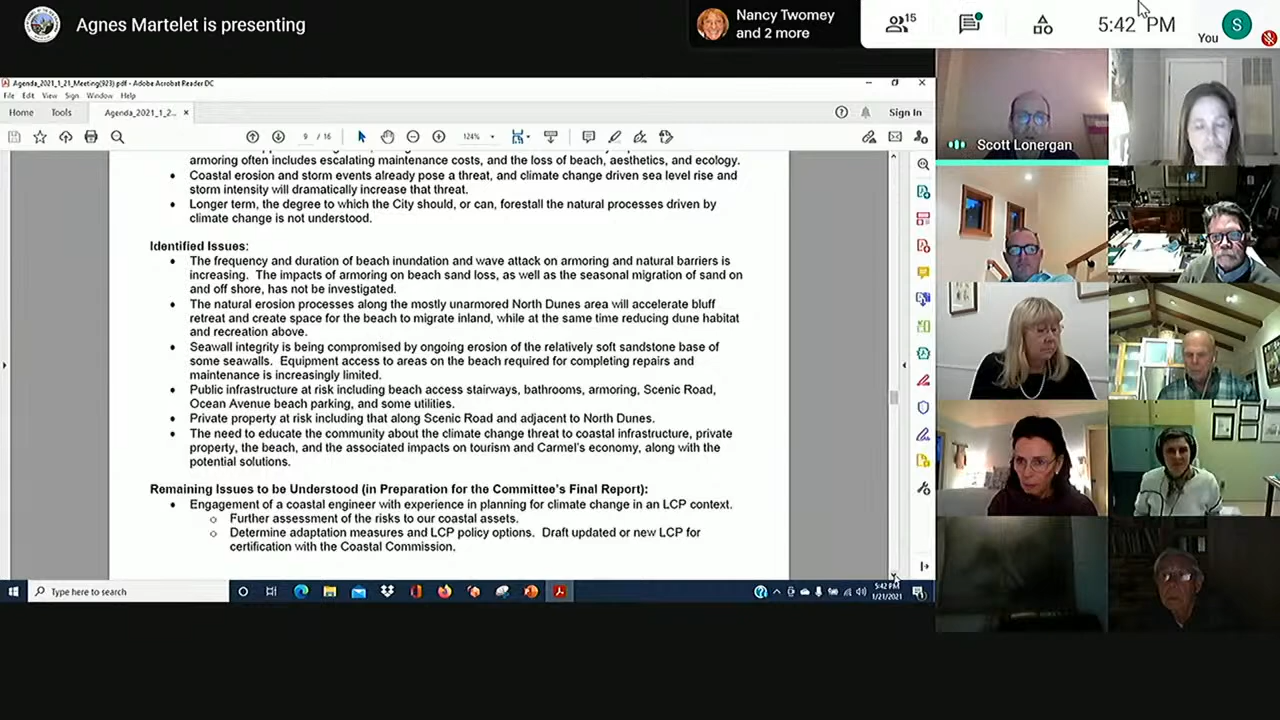 Agnes Martelet is presenting
Nancy Twomey
and 2 more
15
5:42 PM
You
S
Agenda_2021_1_21_Meeting(923).pdf - Adobe Acrobat Reader DC
File Edit View Sign Window Help
Home Tools Agenda_2021_1_2... × Sign In
9 / 16 124%
armoring often includes escalating maintenance costs, and the loss of beach, aesthetics, and ecology.
• Coastal erosion and storm events already pose a threat, and climate change driven sea level rise and
storm intensity will dramatically increase that threat.
• Longer term, the degree to which the City should, or can, forestall the natural processes driven by
climate change is not understood.
Identified Issues:
• The frequency and duration of beach inundation and wave attack on armoring and natural barriers is
increasing. The impacts of armoring on beach sand loss, as well as the seasonal migration of sand on
and off shore, has not be investigated.
• The natural erosion processes along the mostly unarmored North Dunes area will accelerate bluff
retreat and create space for the beach to migrate inland, while at the same time reducing dune habitat
and recreation above.
• Seawall integrity is being compromised by ongoing erosion of the relatively soft sandstone base of
some seawalls. Equipment access to areas on the beach required for completing repairs and
maintenance is increasingly limited.
• Public infrastructure at risk including beach access stairways, bathrooms, armoring, Scenic Road,
Ocean Avenue beach parking, and some utilities.
• Private property at risk including that along Scenic Road and adjacent to North Dunes.
• The need to educate the community about the climate change threat to coastal infrastructure, private
property, the beach, and the associated impacts on tourism and Carmel's economy, along with the
potential solutions.
Remaining Issues to be Understood (in Preparation for the Committee's Final Report):
• Engagement of a coastal engineer with experience in planning for climate change in an LCP context.
o Further assessment of the risks to our coastal assets.
o Determine adaptation measures and LCP policy options. Draft updated or new LCP for
certification with the Coastal Commission.
Scott Lonergan
Type here to search
5:42 PM
1/21/2021